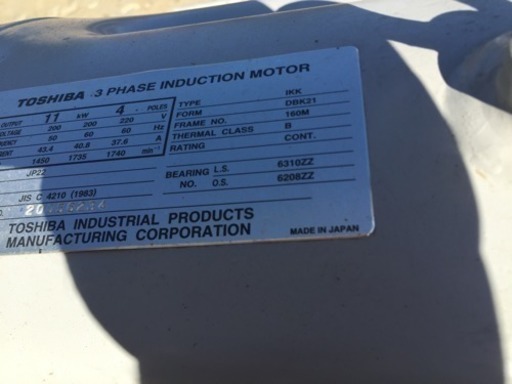 TOSHIBA 3 PHASE INDUCTION MOTOR
OUTPUT 11 kW 4 POLES
200 200 220 V
50 60 60 Hz
43.4 40.8 37.6 A
1450 1735 1740 min⁻¹
JP22
JIS C 4210 (1983)
TYPE IKK
FORM DBK21
FRAME NO. 160M
THERMAL CLASS B
RATING CONT.
BEARING L.S. 6310ZZ
NO. O.S. 6208ZZ
TOSHIBA INDUSTRIAL PRODUCTS
MANUFACTURING CORPORATION
MADE IN JAPAN